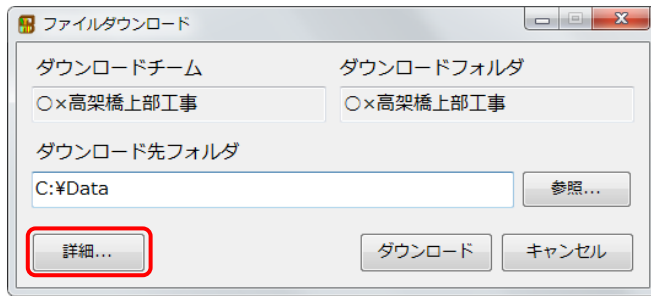 ファイルダウンロード
ダウンロードチーム ダウンロードフォルダ
○×高架橋上部工事 ○×高架橋上部工事
ダウンロード先フォルダ
C:¥Data 参照...
詳細... ダウンロード キャンセル